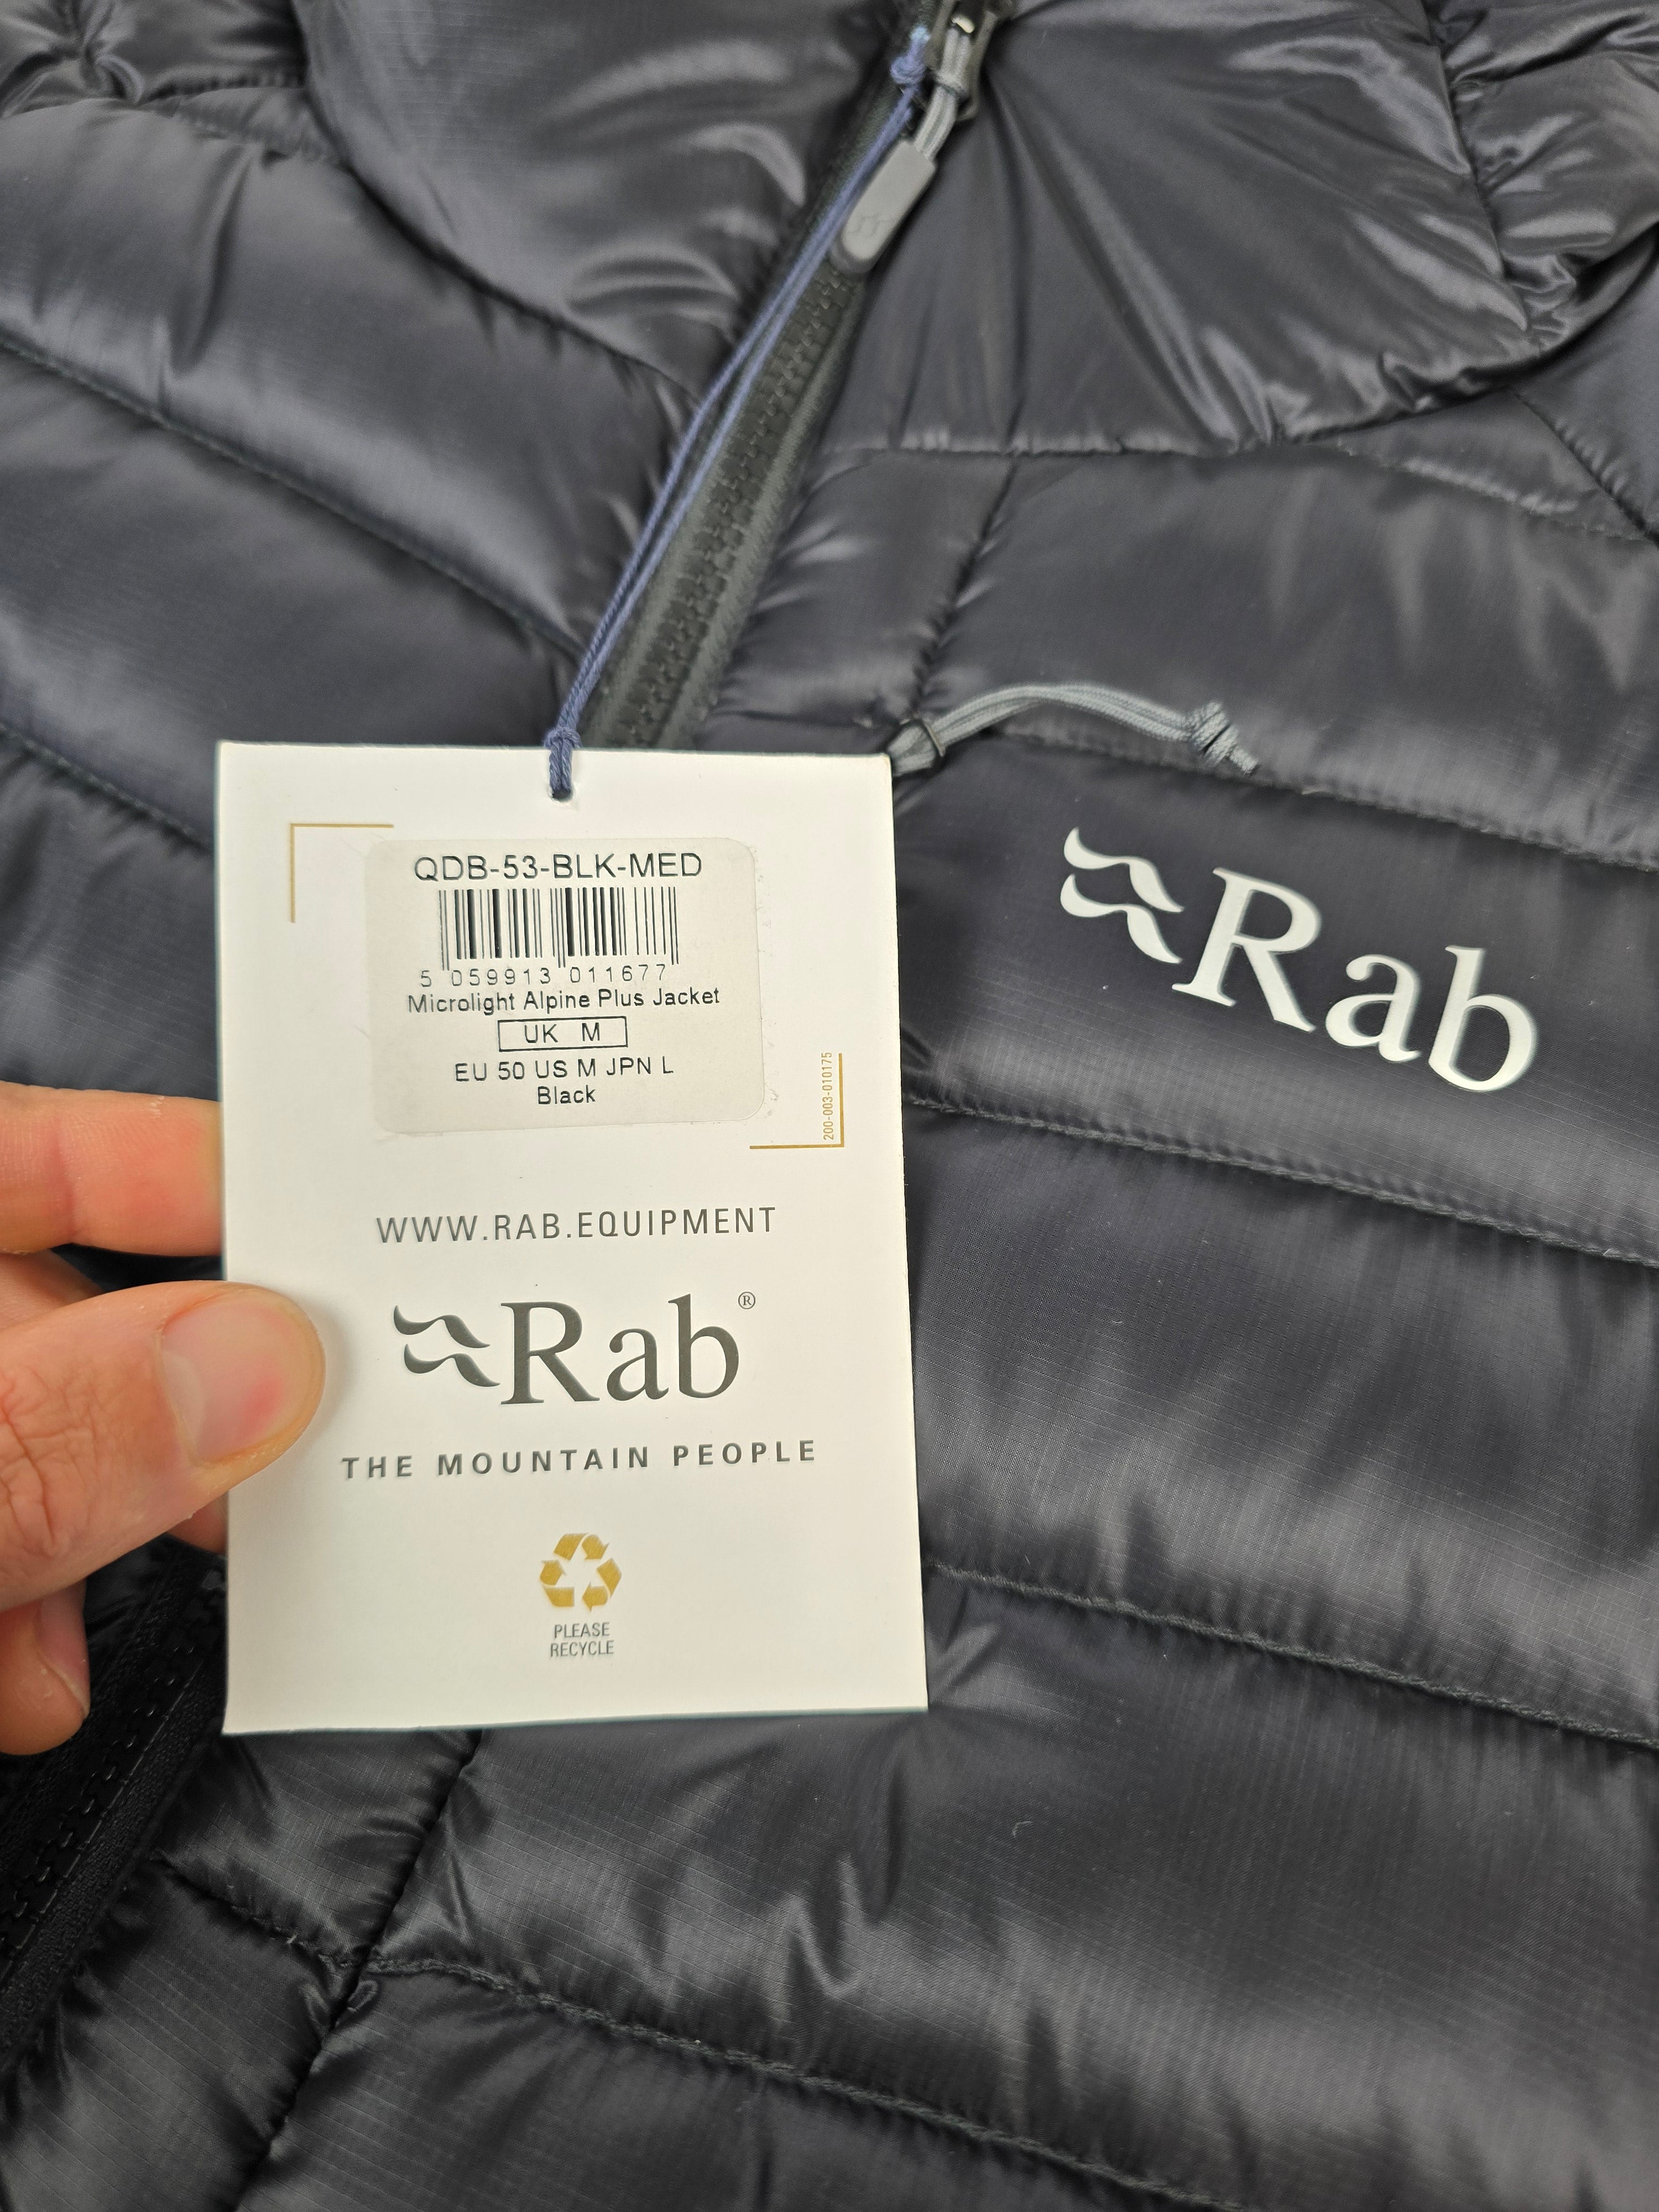 QDB-53-BLK-MED
5 059913 011677
Microlight Alpine Plus Jacket
UK M
EU 50 US M JPN L
Black
200-003-010175
WWW.RAB.EQUIPMENT
Rab®
THE MOUNTAIN PEOPLE
PLEASE
RECYCLE
Rab